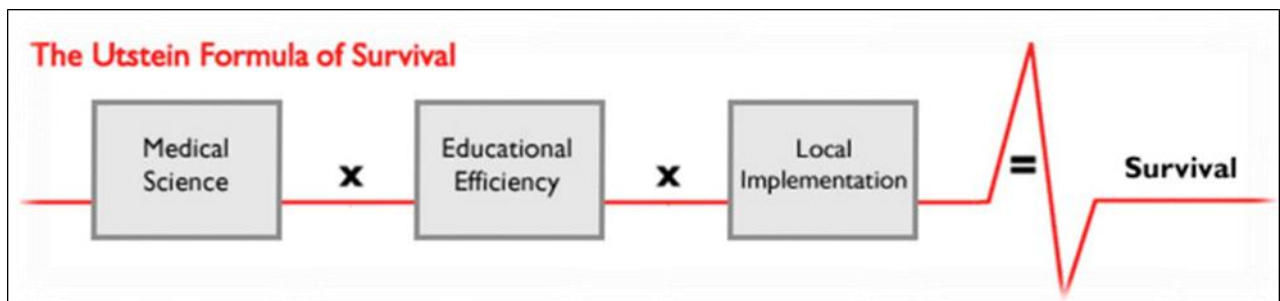 The Utstein Formula of Survival
Medical
Science
x
Educational
Efficiency
x
Local
Implementation
=
Survival